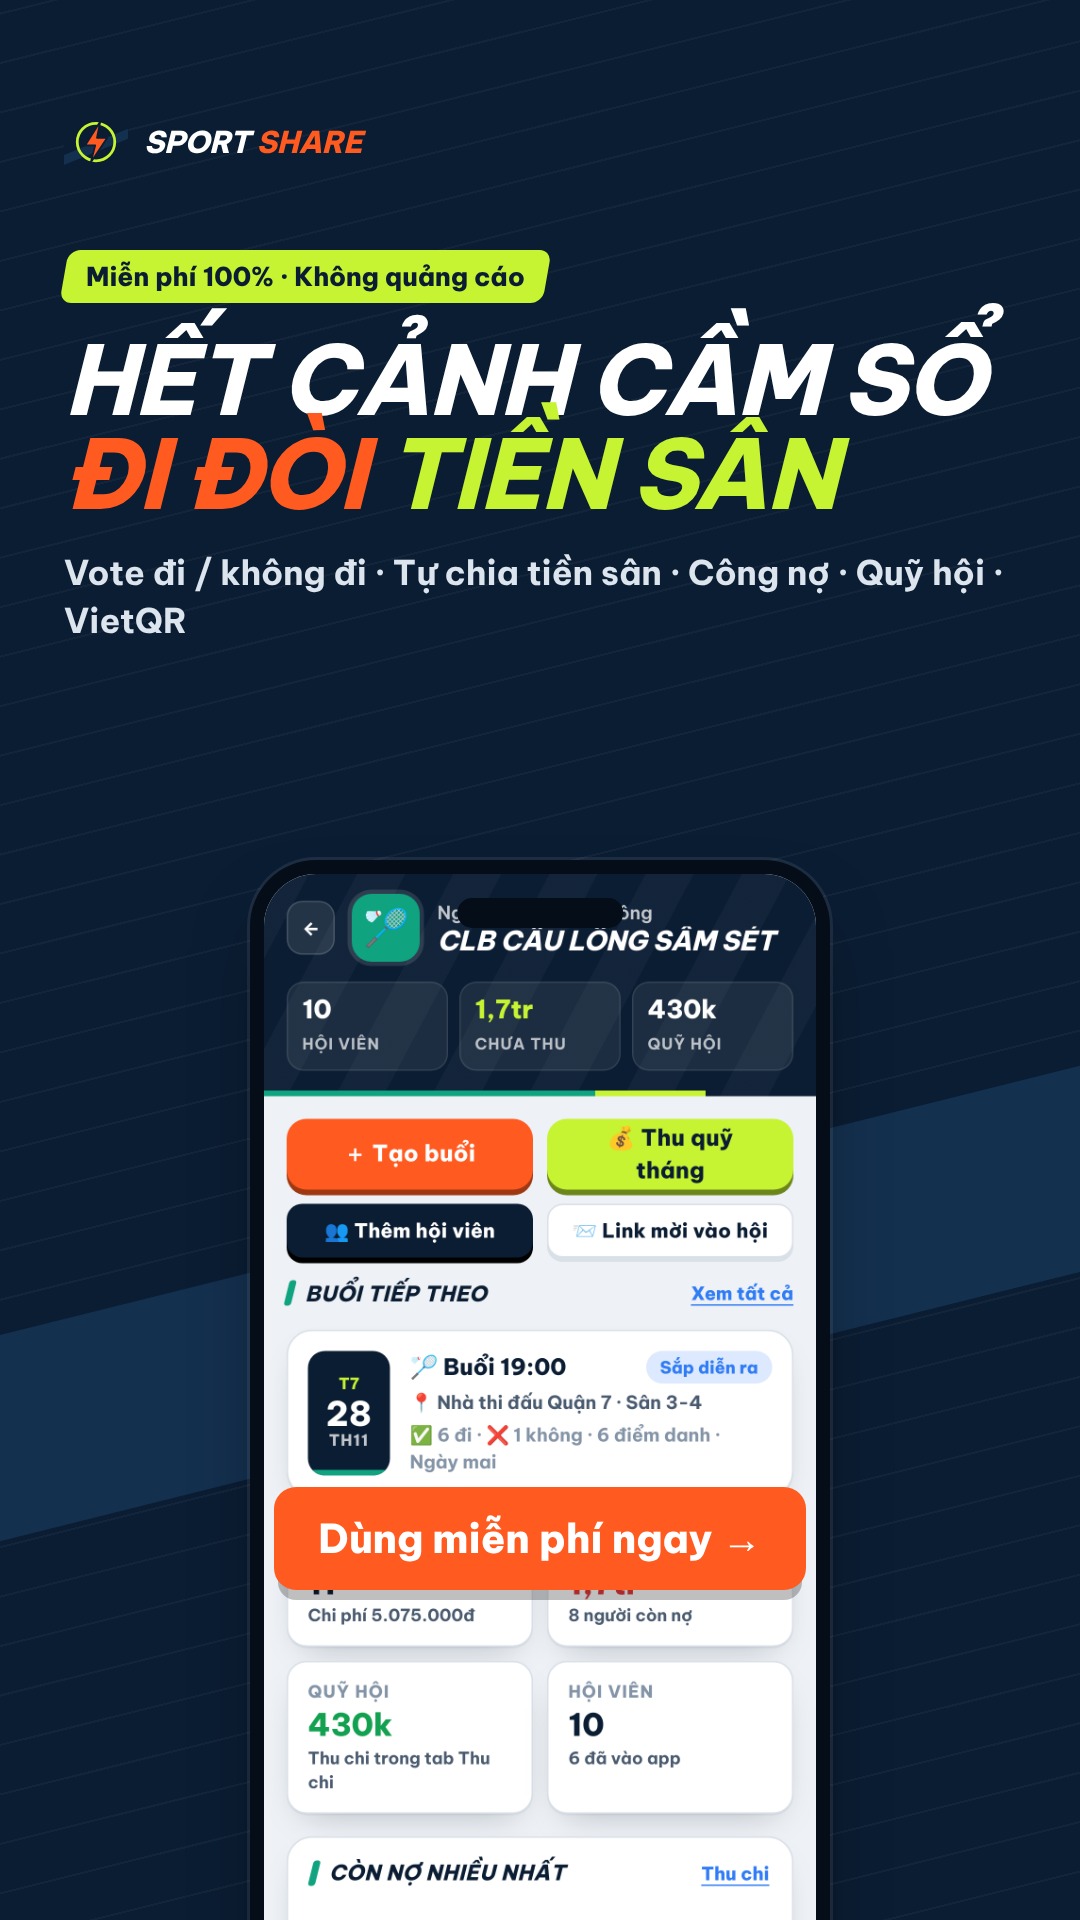 SPORT SHARE
Miễn phí 100% · Không quảng cáo
HẾT CẢNH CẦM SỔ
ĐI ĐÒI TIỀN SÂN
Vote đi / không đi · Tự chia tiền sân · Công nợ · Quỹ hội ·
VietQR
CLB CẦU LÔNG SẤM SÉT
10
HỘI VIÊN
1,7tr
CHƯA THU
430k
QUỸ HỘI
+ Tạo buổi
💰 Thu quỹ
tháng
👥 Thêm hội viên
📨 Link mời vào hội
BUỔI TIẾP THEO
Xem tất cả
T7
28
TH11
🏸 Buổi 19:00
Sắp diễn ra
📍 Nhà thi đấu Quận 7 · Sân 3-4
✅ 6 đi · ❌ 1 không · 6 điểm danh ·
Ngày mai
Dùng miễn phí ngay →
Chi phí 5.075.000đ
8 người còn nợ
QUỸ HỘI
430k
Thu chi trong tab Thu
chi
HỘI VIÊN
10
6 đã vào app
CÒN NỢ NHIỀU NHẤT
Thu chi